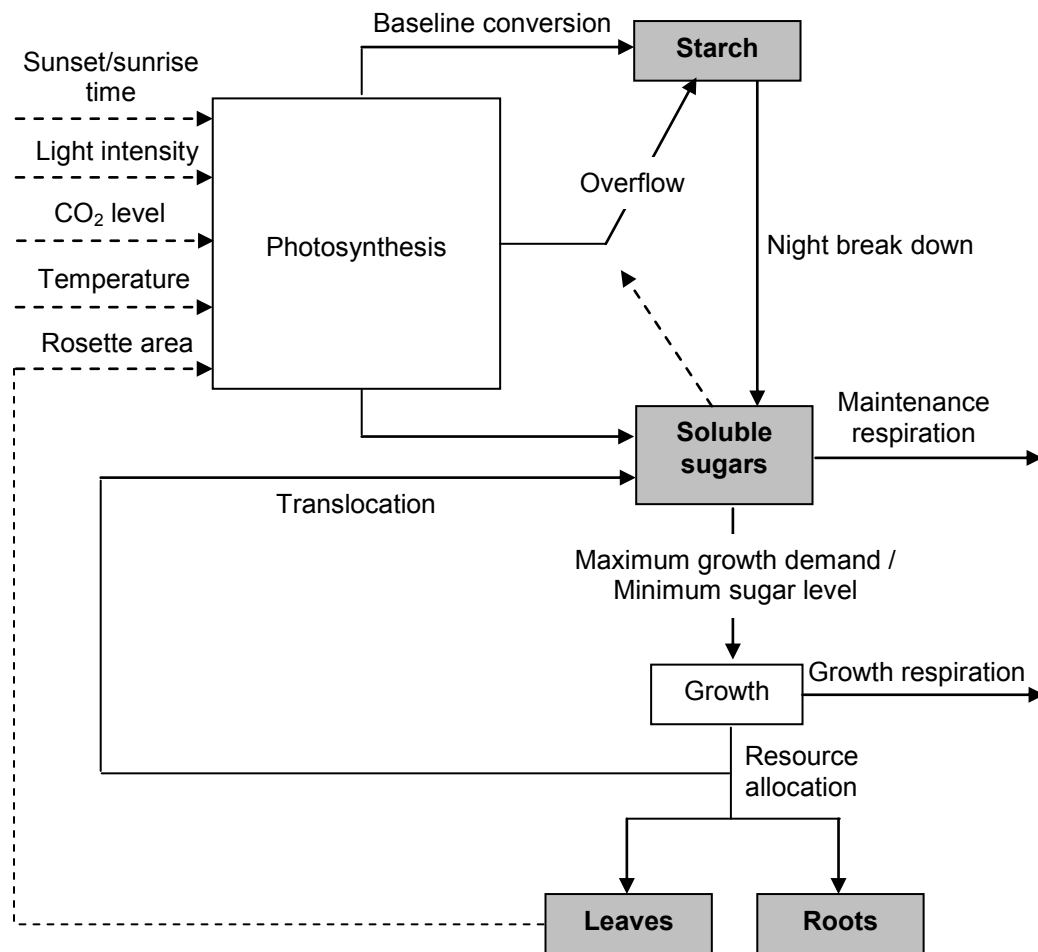 Baseline conversion
Starch
Sunset/sunrise
time
Light intensity
CO₂ level
Temperature
Rosette area
Photosynthesis
Overflow
Night break down
Soluble
sugars
Maintenance
respiration
Translocation
Maximum growth demand /
Minimum sugar level
Growth
Growth respiration
Resource
allocation
Leaves
Roots